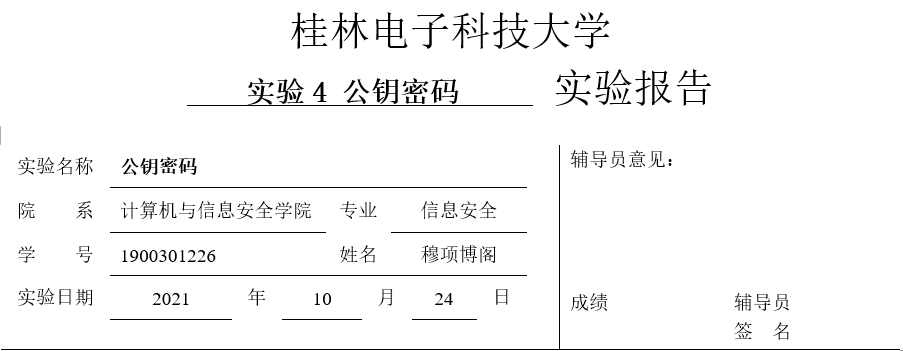 桂林电子科技大学
实验 4 公钥密码 实验报告
实验名称 公钥密码
辅导员意见：
院 系 计算机与信息安全学院 专业 信息安全
学 号 1900301226 姓名 穆项博阁
实验日期 2021 年 10 月 24 日
成绩 辅导员
签 名